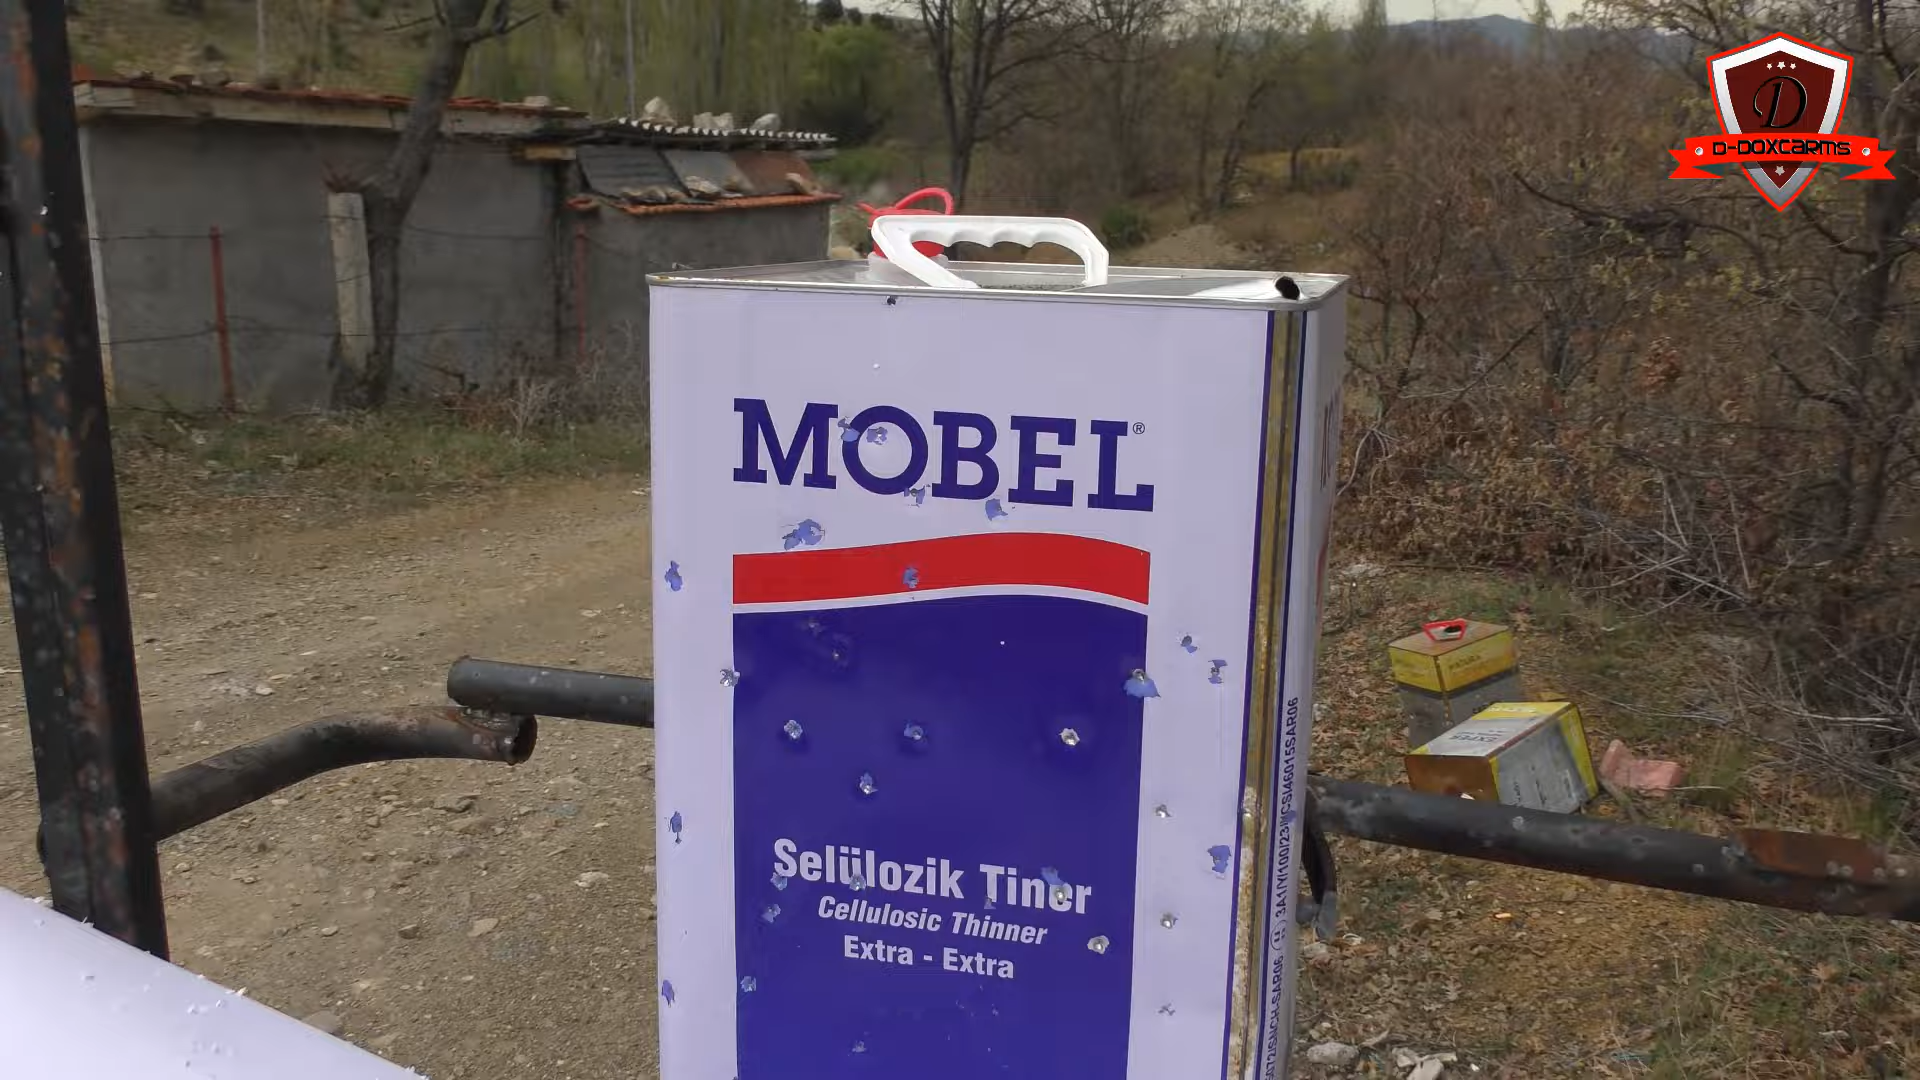 D
D-DOXCARMS
MOBEL®
Selülozik Tiner
Cellulosic Thinner
Extra - Extra